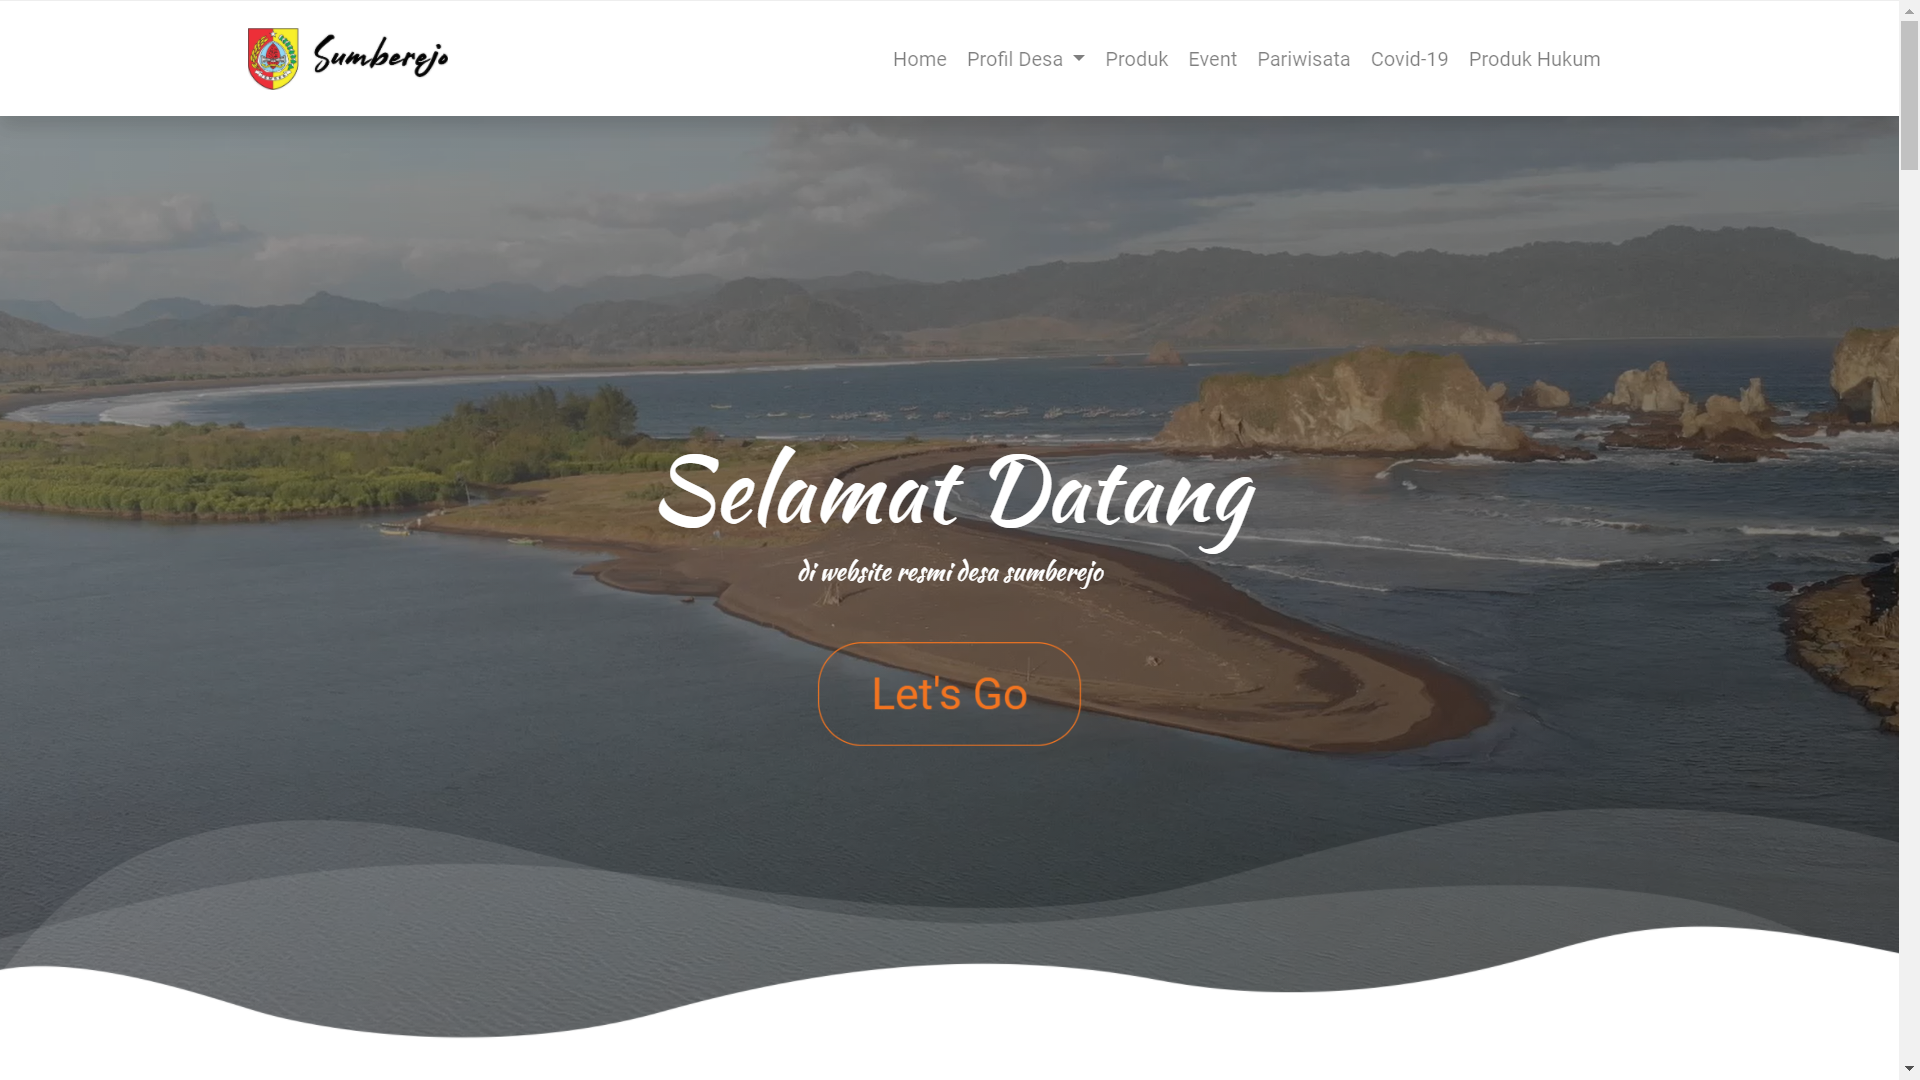 Sumberejo
Home Profil Desa Produk Event Pariwisata Covid-19 Produk Hukum
Selamat Datang
di website resmi desa sumberejo
Let's Go